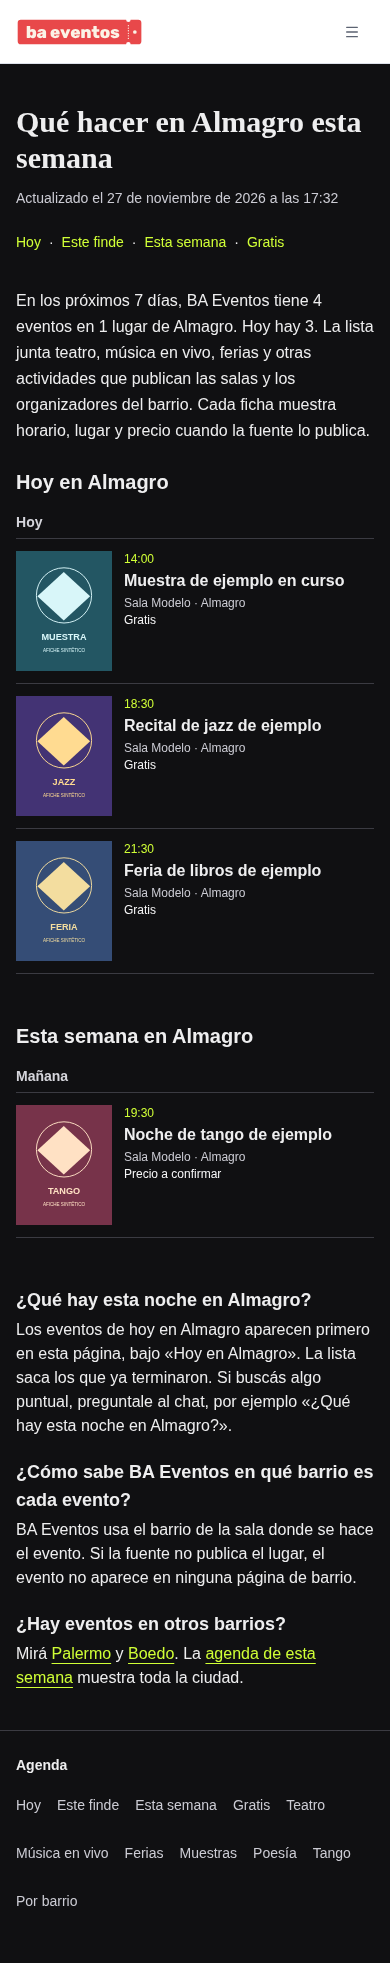 ba eventos
☰
Qué hacer en Almagro esta
semana
Actualizado el 27 de noviembre de 2026 a las 17:32
Hoy · Este finde · Esta semana · Gratis
En los próximos 7 días, BA Eventos tiene 4
eventos en 1 lugar de Almagro. Hoy hay 3. La lista
junta teatro, música en vivo, ferias y otras
actividades que publican las salas y los
organizadores del barrio. Cada ficha muestra
horario, lugar y precio cuando la fuente lo publica.
Hoy en Almagro
Hoy
MUESTRA
AFICHE SINTÉTICO
14:00
Muestra de ejemplo en curso
Sala Modelo · Almagro
Gratis
JAZZ
AFICHE SINTÉTICO
18:30
Recital de jazz de ejemplo
Sala Modelo · Almagro
Gratis
FERIA
AFICHE SINTÉTICO
21:30
Feria de libros de ejemplo
Sala Modelo · Almagro
Gratis
Esta semana en Almagro
Mañana
TANGO
AFICHE SINTÉTICO
19:30
Noche de tango de ejemplo
Sala Modelo · Almagro
Precio a confirmar
¿Qué hay esta noche en Almagro?
Los eventos de hoy en Almagro aparecen primero
en esta página, bajo «Hoy en Almagro». La lista
saca los que ya terminaron. Si buscás algo
puntual, preguntale al chat, por ejemplo «¿Qué
hay esta noche en Almagro?».
¿Cómo sabe BA Eventos en qué barrio es
cada evento?
BA Eventos usa el barrio de la sala donde se hace
el evento. Si la fuente no publica el lugar, el
evento no aparece en ninguna página de barrio.
¿Hay eventos en otros barrios?
Mirá Palermo y Boedo. La agenda de esta
semana muestra toda la ciudad.
Agenda
Hoy Este finde Esta semana Gratis Teatro
Música en vivo Ferias Muestras Poesía Tango
Por barrio